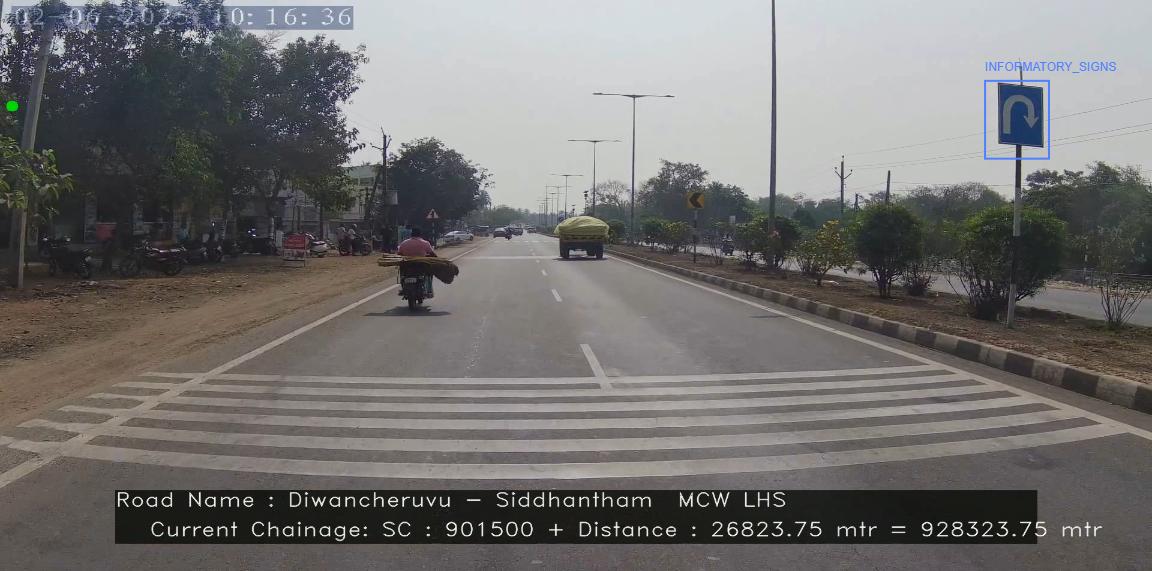 02-06-2025 10:16:36
INFORMATORY_SIGNS
Road Name : Diwancheruvu - Siddhantham MCW LHS
Current Chainage: SC : 901500 + Distance : 26823.75 mtr = 928323.75 mtr